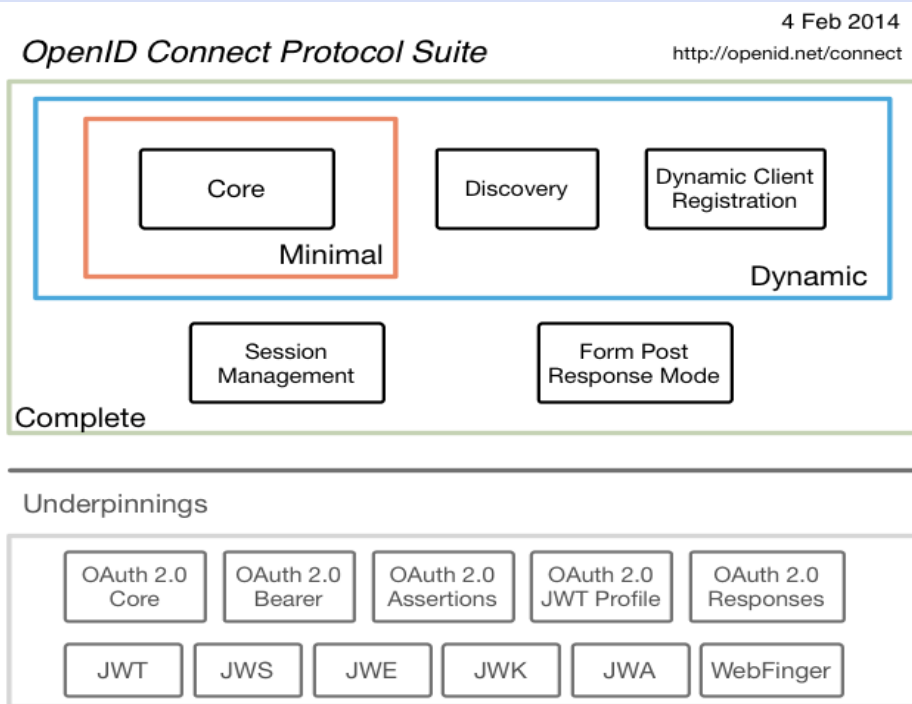 4 Feb 2014
OpenID Connect Protocol Suite
http://openid.net/connect
Core
Discovery
Dynamic Client
Registration
Minimal
Dynamic
Session
Management
Form Post
Response Mode
Complete
Underpinnings
OAuth 2.0
Core
OAuth 2.0
Bearer
OAuth 2.0
Assertions
OAuth 2.0
JWT Profile
OAuth 2.0
Responses
JWT
JWS
JWE
JWK
JWA
WebFinger